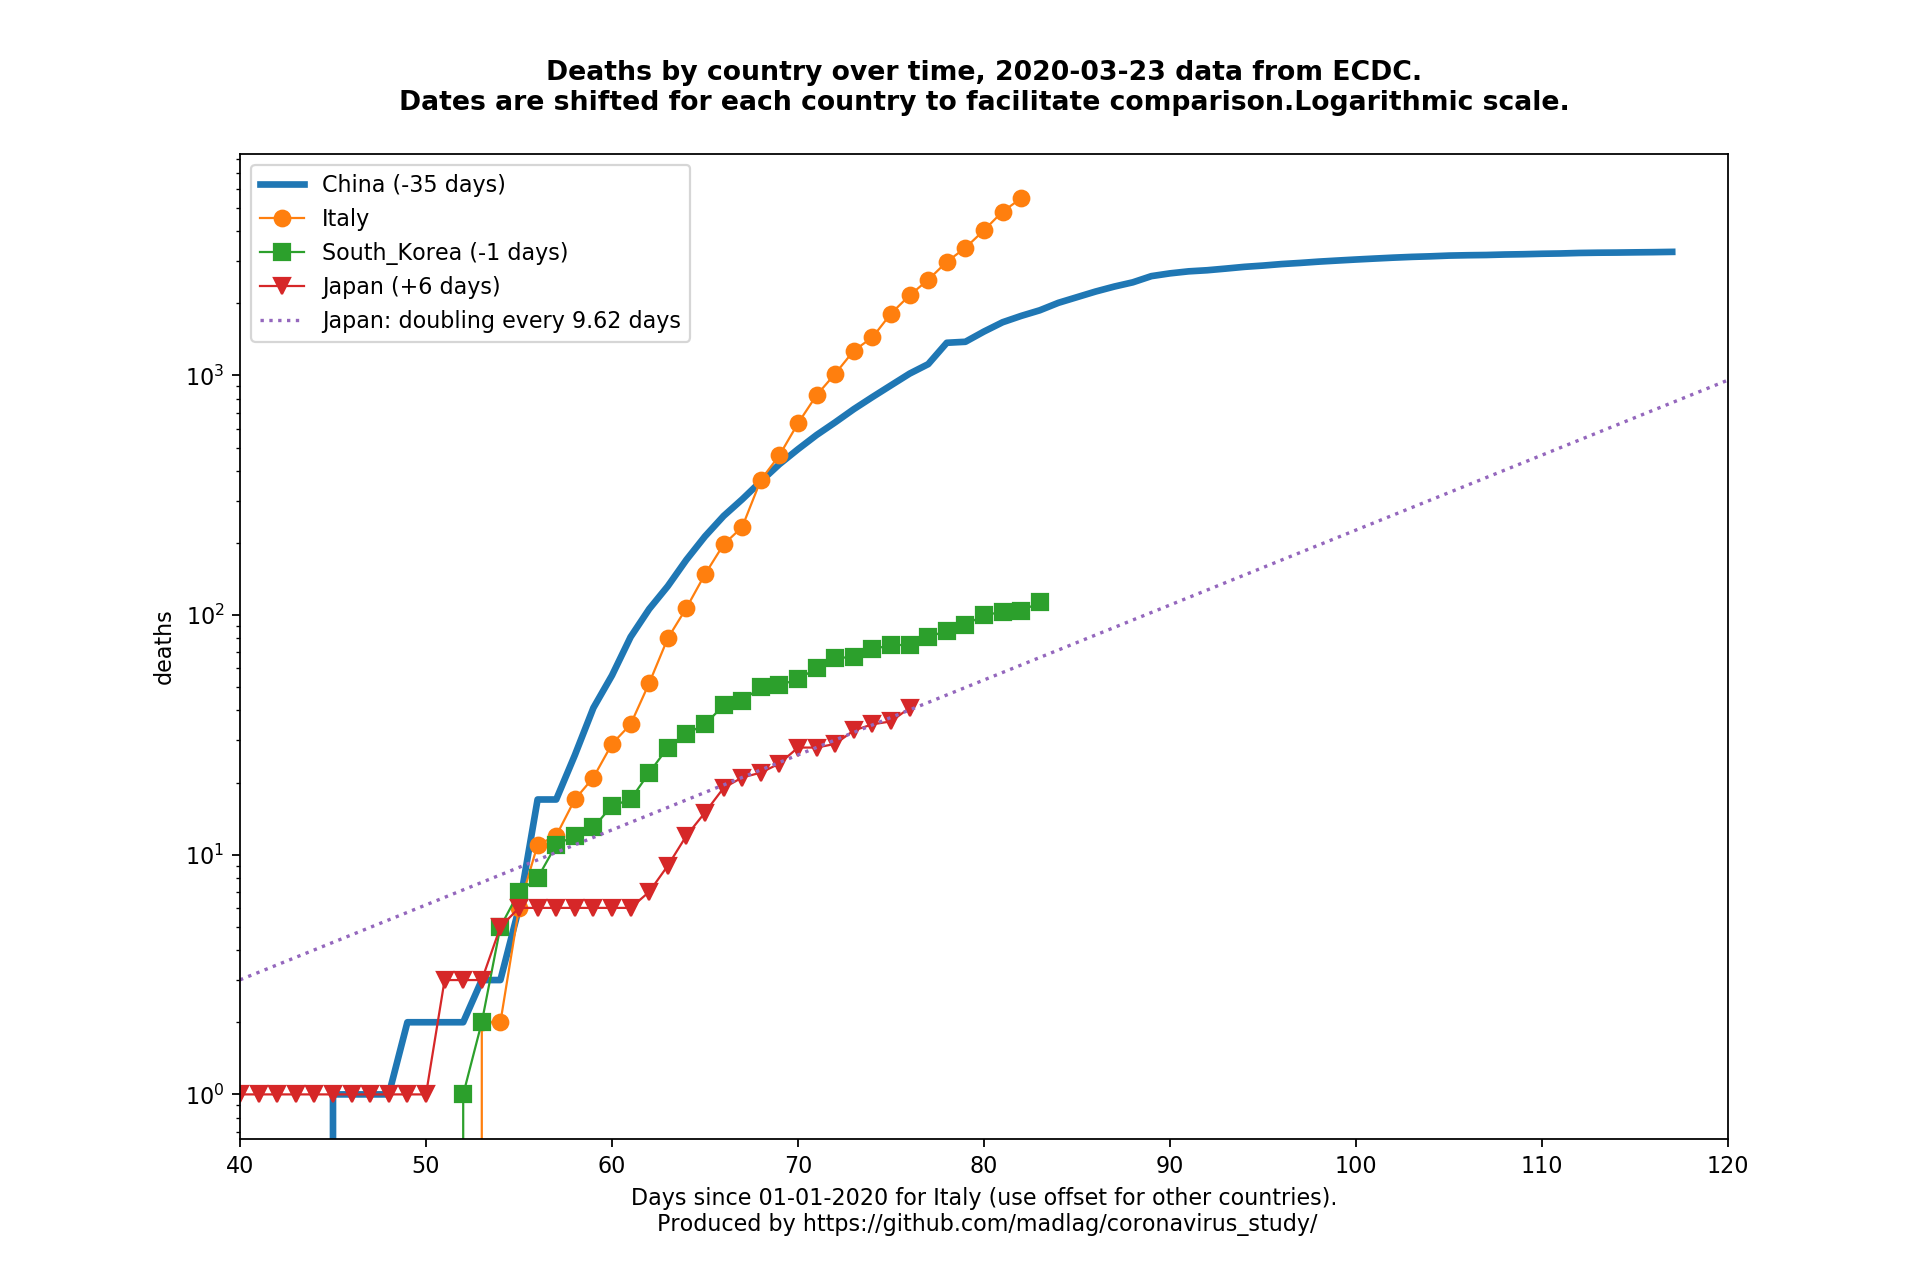 Deaths by country over time, 2020-03-23 data from ECDC.
Dates are shifted for each country to facilitate comparison.Logarithmic scale.
China (-35 days)
Italy
South_Korea (-1 days)
Japan (+6 days)
Japan: doubling every 9.62 days
deaths
10³
10²
10¹
10⁰
40 50 60 70 80 90 100 110 120
Days since 01-01-2020 for Italy (use offset for other countries).
Produced by https://github.com/madlag/coronavirus_study/